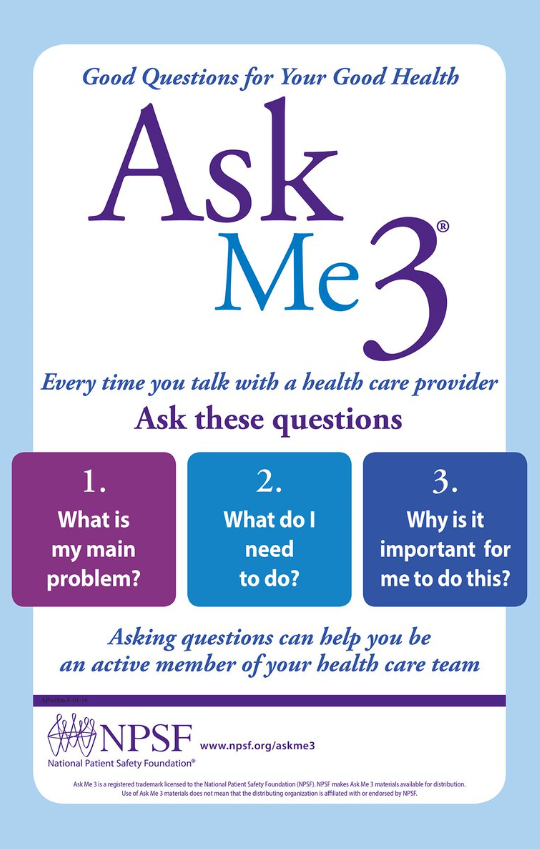 Good Questions for Your Good Health
Ask
Me 3®
Every time you talk with a health care provider
Ask these questions
1.
What is
my main
problem?
2.
What do I
need
to do?
3.
Why is it
important for
me to do this?
Asking questions can help you be
an active member of your health care team
NPSF
National Patient Safety Foundation®
www.npsf.org/askme3
Ask Me 3 is a registered trademark licensed to the National Patient Safety Foundation (NPSF). NPSF makes Ask Me 3 materials available for distribution.
Use of Ask Me 3 materials does not mean that the distributing organization is affiliated with or endorsed by NPSF.